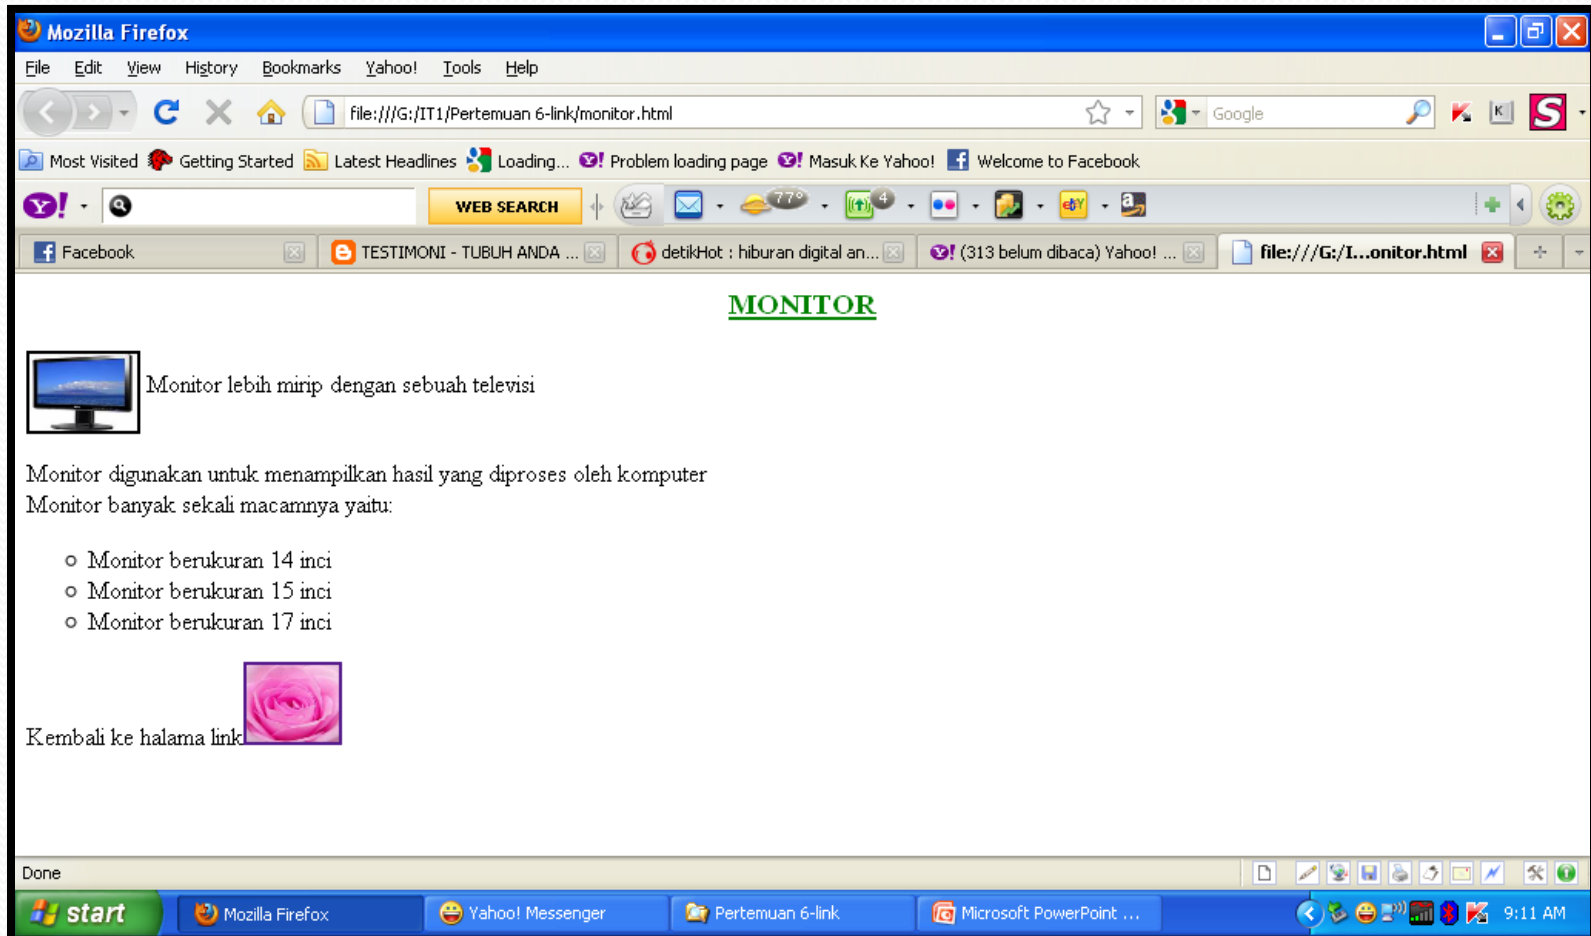 Mozilla Firefox
File Edit View History Bookmarks Yahoo! Tools Help
file:///G:/IT1/Pertemuan 6-link/monitor.html Google K S
Most Visited Getting Started Latest Headlines Loading... Problem loading page Masuk Ke Yahoo! Welcome to Facebook
Y! WEB SEARCH 77° 4 ebY a
Facebook TESTIMONI - TUBUH ANDA ... detikHot : hiburan digital an... (313 belum dibaca) Yahoo! ... file:///G:/I...onitor.html
MONITOR
Monitor lebih mirip dengan sebuah televisi
Monitor digunakan untuk menampilkan hasil yang diproses oleh komputer
Monitor banyak sekali macamnya yaitu:
Monitor berukuran 14 inci
Monitor berukuran 15 inci
Monitor berukuran 17 inci
Kembali ke halama link
Done
start Mozilla Firefox Yahoo! Messenger Pertemuan 6-link Microsoft PowerPoint ... 9:11 AM